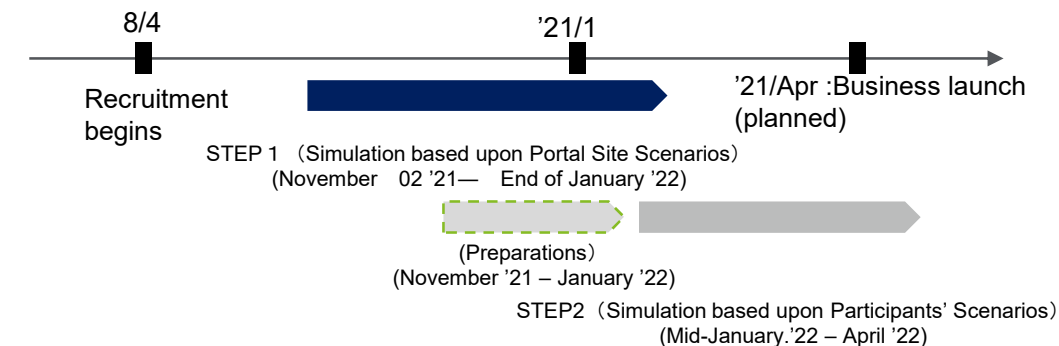 8/4
’21/1
Recruitment
begins
’21/Apr :Business launch
(planned)
STEP１ （Simulation based upon Portal Site Scenarios）
(November　02 ’21―　End of January ’22)
(Preparations）
(November ’21 – January ’22)
STEP2（Simulation based upon Participants’ Scenarios）
(Mid-January.’22 – April ’22)